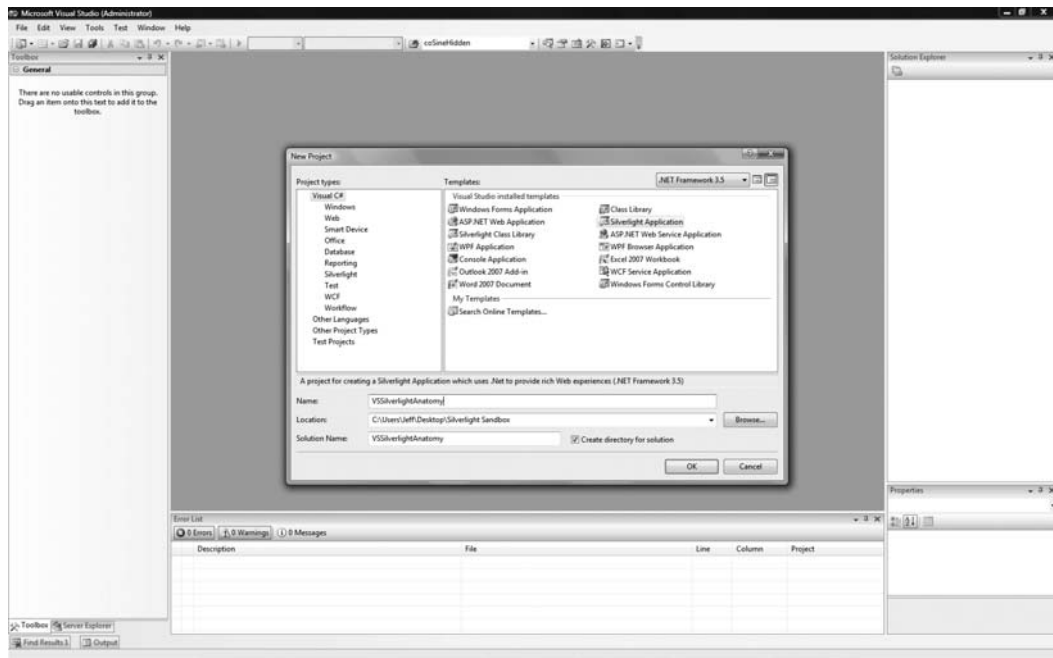 Microsoft Visual Studio (Administrator)
File Edit View Tools Test Window Help
coSineHidden
Toolbox
General
There are no usable controls in this group.
Drag an item onto this text to add it to the
toolbox.
Solution Explorer
New Project
Project types:
Templates:
.NET Framework 3.5
Visual C#
Windows
Web
Smart Device
Office
Database
Reporting
Silverlight
Test
WCF
Workflow
Other Languages
Other Project Types
Test Projects
Visual Studio installed templates
Windows Forms Application
Class Library
ASP.NET Web Application
Silverlight Application
Silverlight Class Library
ASP.NET Web Service Application
WPF Application
WPF Browser Application
Console Application
Excel 2007 Workbook
Outlook 2007 Add-in
WCF Service Application
Word 2007 Document
Windows Forms Control Library
My Templates
Search Online Templates...
A project for creating a Silverlight Application which uses .Net to provide rich Web experiences (.NET Framework 3.5)
Name: VSSilverlightAnatomy
Location: C:\Users\Jeff\Desktop\Silverlight Sandbox
Browse...
Solution Name: VSSilverlightAnatomy
Create directory for solution
OK Cancel
Properties
Error List
0 Errors 0 Warnings 0 Messages
Description File Line Column Project
Toolbox Server Explorer
Find Results 1 Output